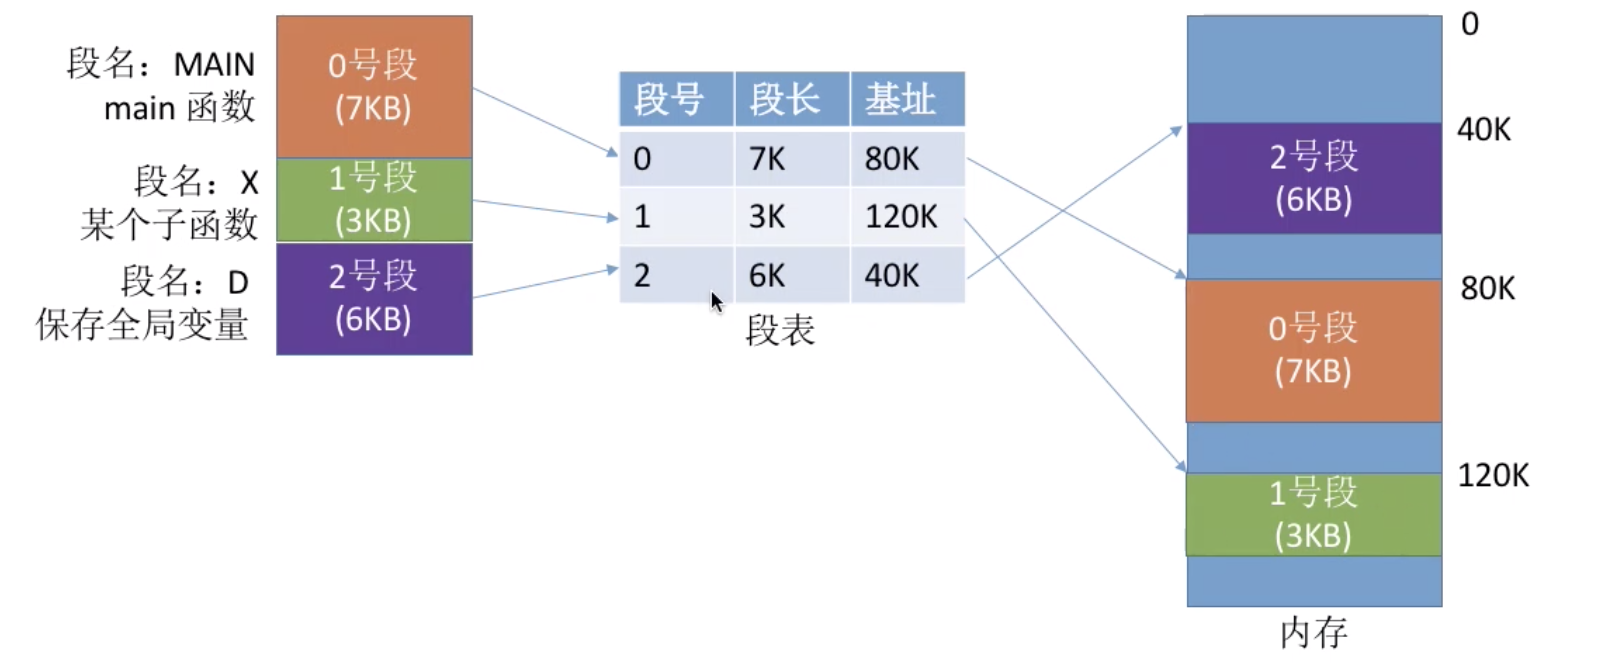 段名：MAIN
main 函数
0号段
(7KB)
段名：X
某个子函数
1号段
(3KB)
段名：D
保存全局变量
2号段
(6KB)
段号 段长 基址
0 7K 80K
1 3K 120K
2 6K 40K
段表
0
40K
2号段
(6KB)
80K
0号段
(7KB)
120K
1号段
(3KB)
内存